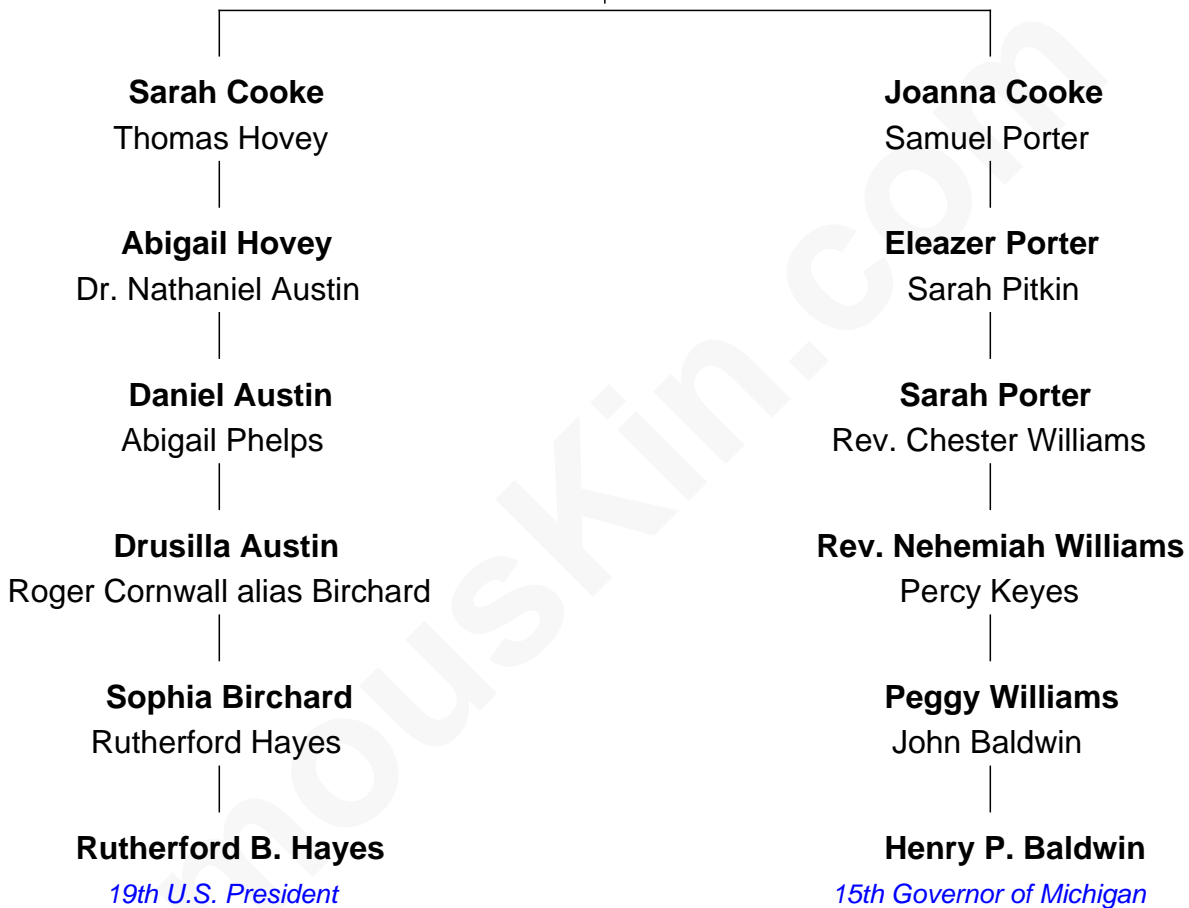 Sarah Cooke
Thomas Hovey
Abigail Hovey
Dr. Nathaniel Austin
Daniel Austin
Abigail Phelps
Drusilla Austin
Roger Cornwall alias Birchard
Sophia Birchard
Rutherford Hayes
Rutherford B. Hayes
19th U.S. President
Joanna Cooke
Samuel Porter
Eleazer Porter
Sarah Pitkin
Sarah Porter
Rev. Chester Williams
Rev. Nehemiah Williams
Percy Keyes
Peggy Williams
John Baldwin
Henry P. Baldwin
15th Governor of Michigan
mousKin.com